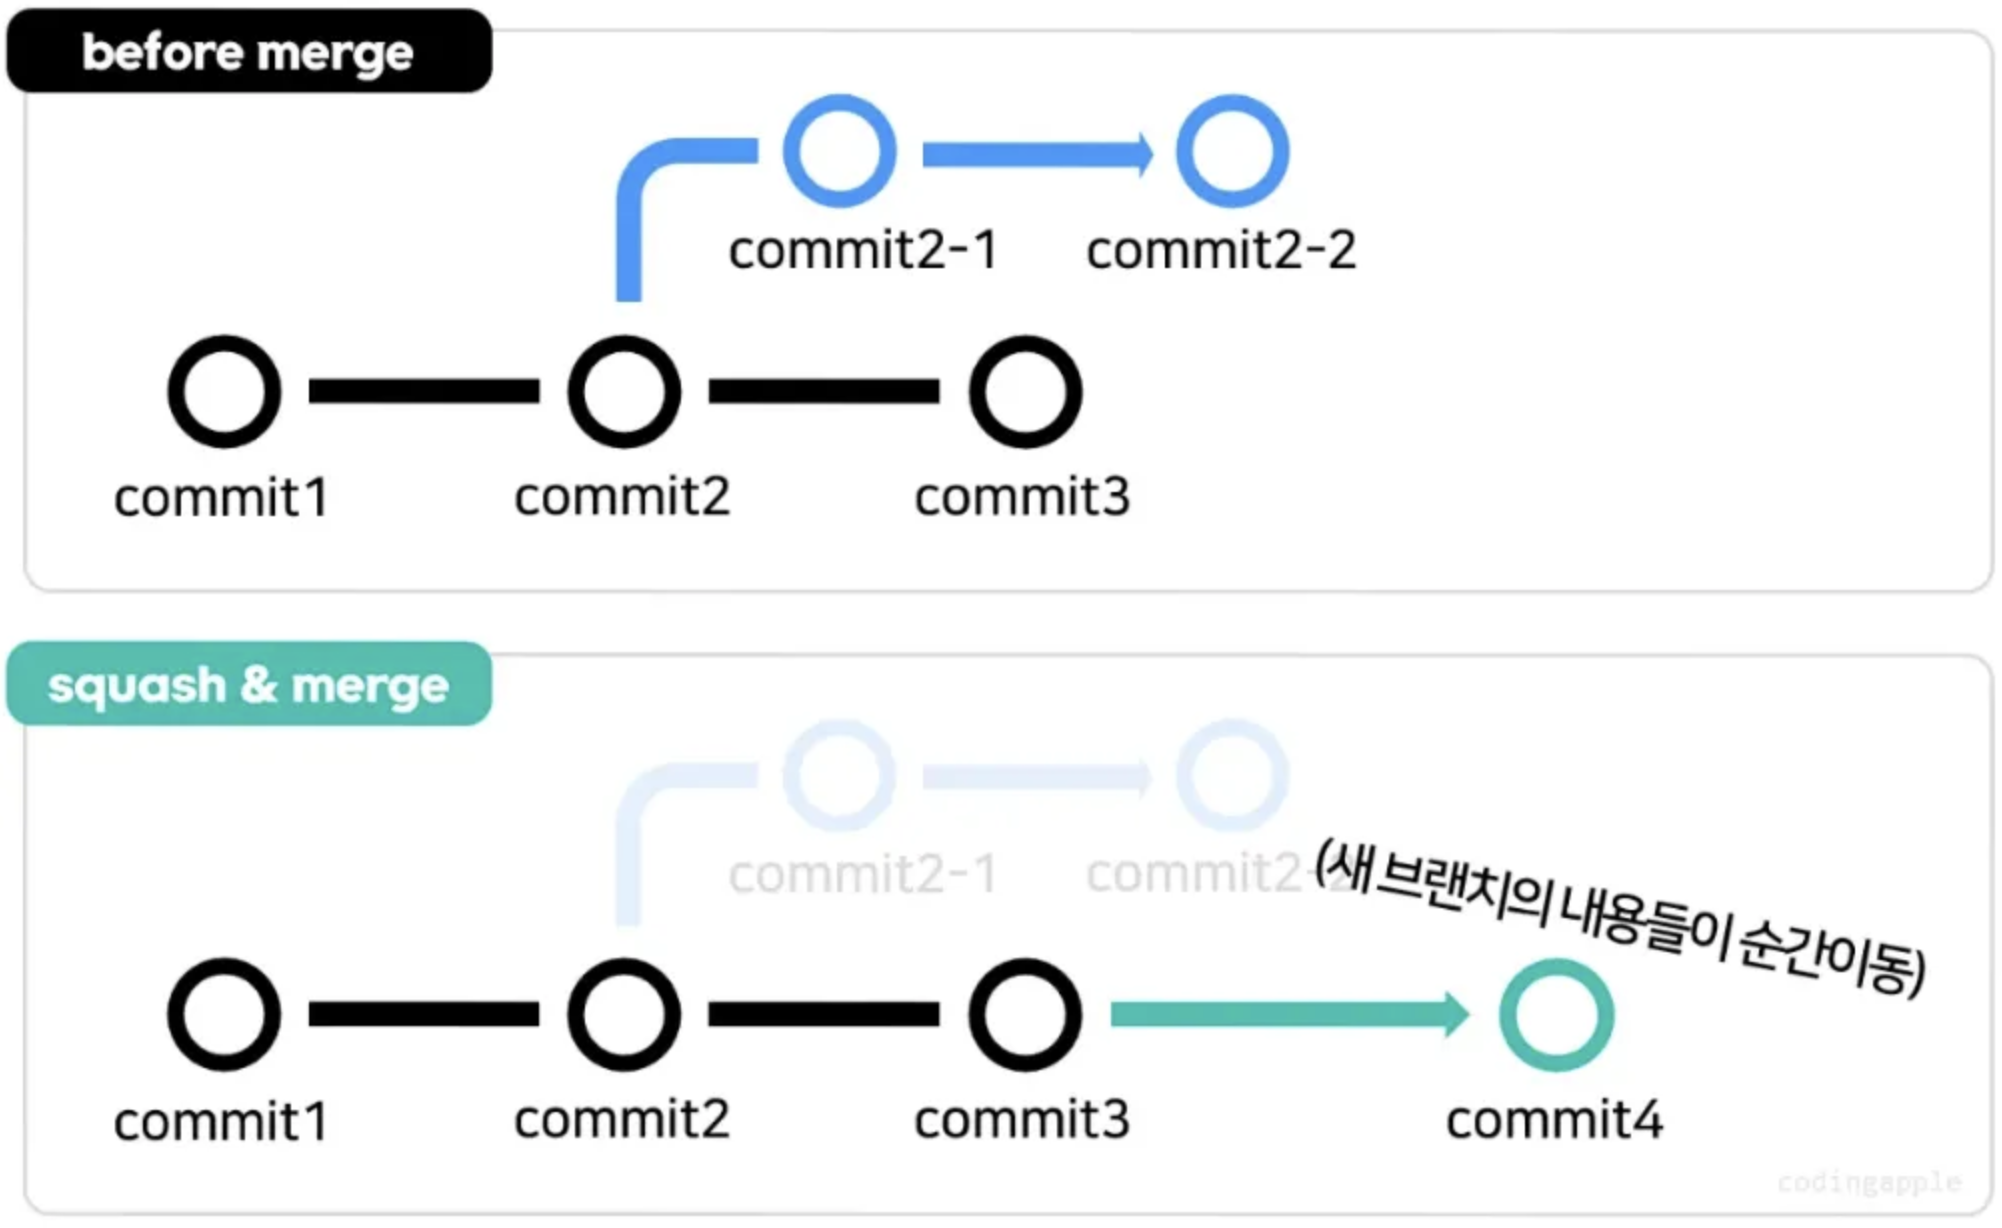 before merge
commit2-1
commit2-2
commit1
commit2
commit3
squash & merge
commit2-1
commit2-2
(새 브랜치의 내용들이 순간이동)
commit1
commit2
commit3
commit4
codingapple